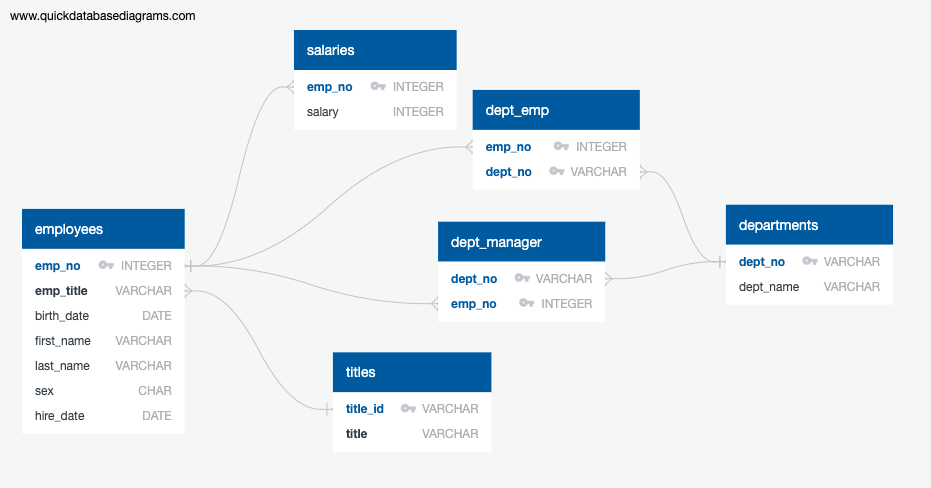 www.quickdatabasediagrams.com
salaries
emp_no INTEGER
salary INTEGER
dept_emp
emp_no INTEGER
dept_no VARCHAR
employees
emp_no INTEGER
emp_title VARCHAR
birth_date DATE
first_name VARCHAR
last_name VARCHAR
sex CHAR
hire_date DATE
dept_manager
dept_no VARCHAR
emp_no INTEGER
departments
dept_no VARCHAR
dept_name VARCHAR
titles
title_id VARCHAR
title VARCHAR